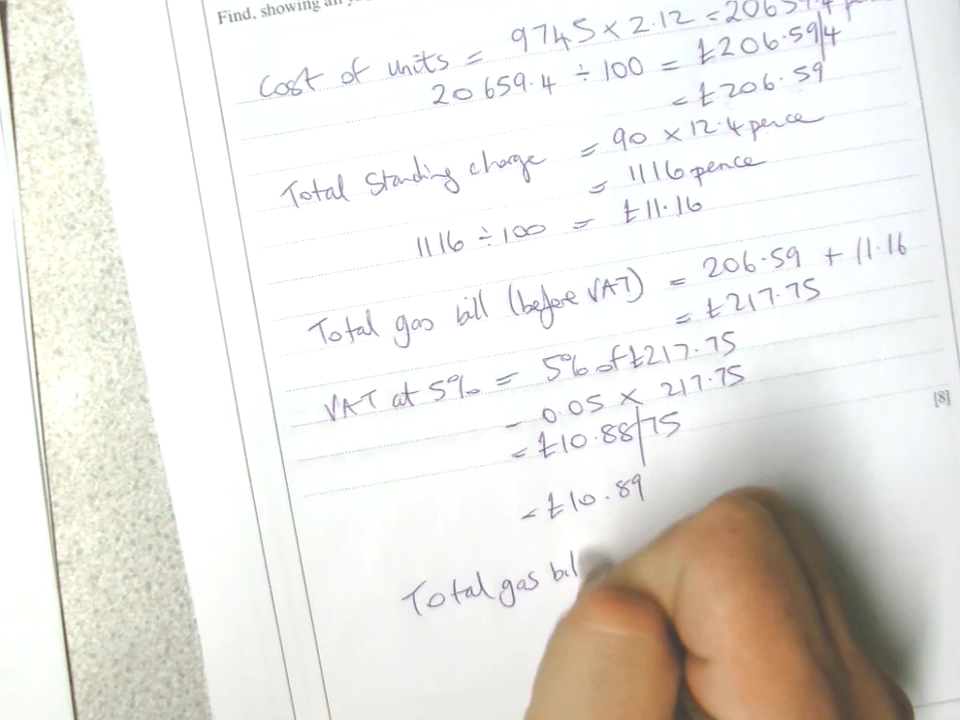 Find, showing all
Cost of units = 9745 × 2.12 = 20659.4
20659.4 ÷ 100 = £206.59|4
= £206.59
Total Standing charge = 90 × 12.4 pence
= 1116 pence
1116 ÷ 100 = £11.16
Total gas bill (before VAT) = 206.59 + 11.16
= £217.75
VAT at 5% = 5% of £217.75
= 0.05 × 217.75
= £10.88|75
[8]
= £10.89
Total gas bil